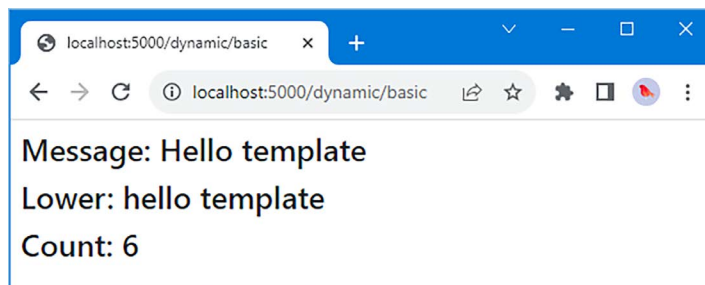 localhost:5000/dynamic/basic
localhost:5000/dynamic/basic
Message: Hello template
Lower: hello template
Count: 6